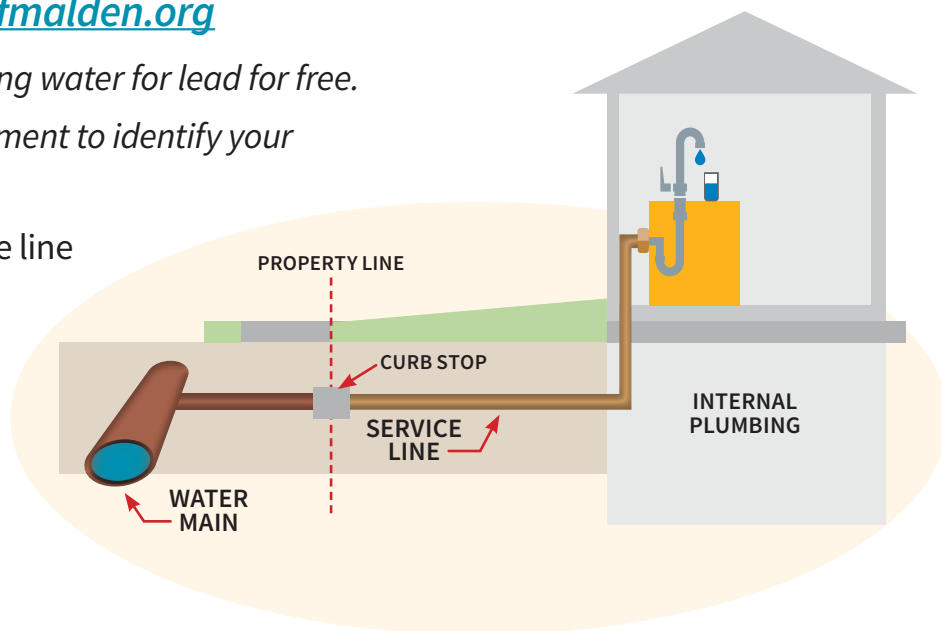 fmalden.org
ng water for lead for free.
ment to identify your
e line
PROPERTY LINE
CURB STOP
SERVICE
LINE
INTERNAL
PLUMBING
WATER
MAIN